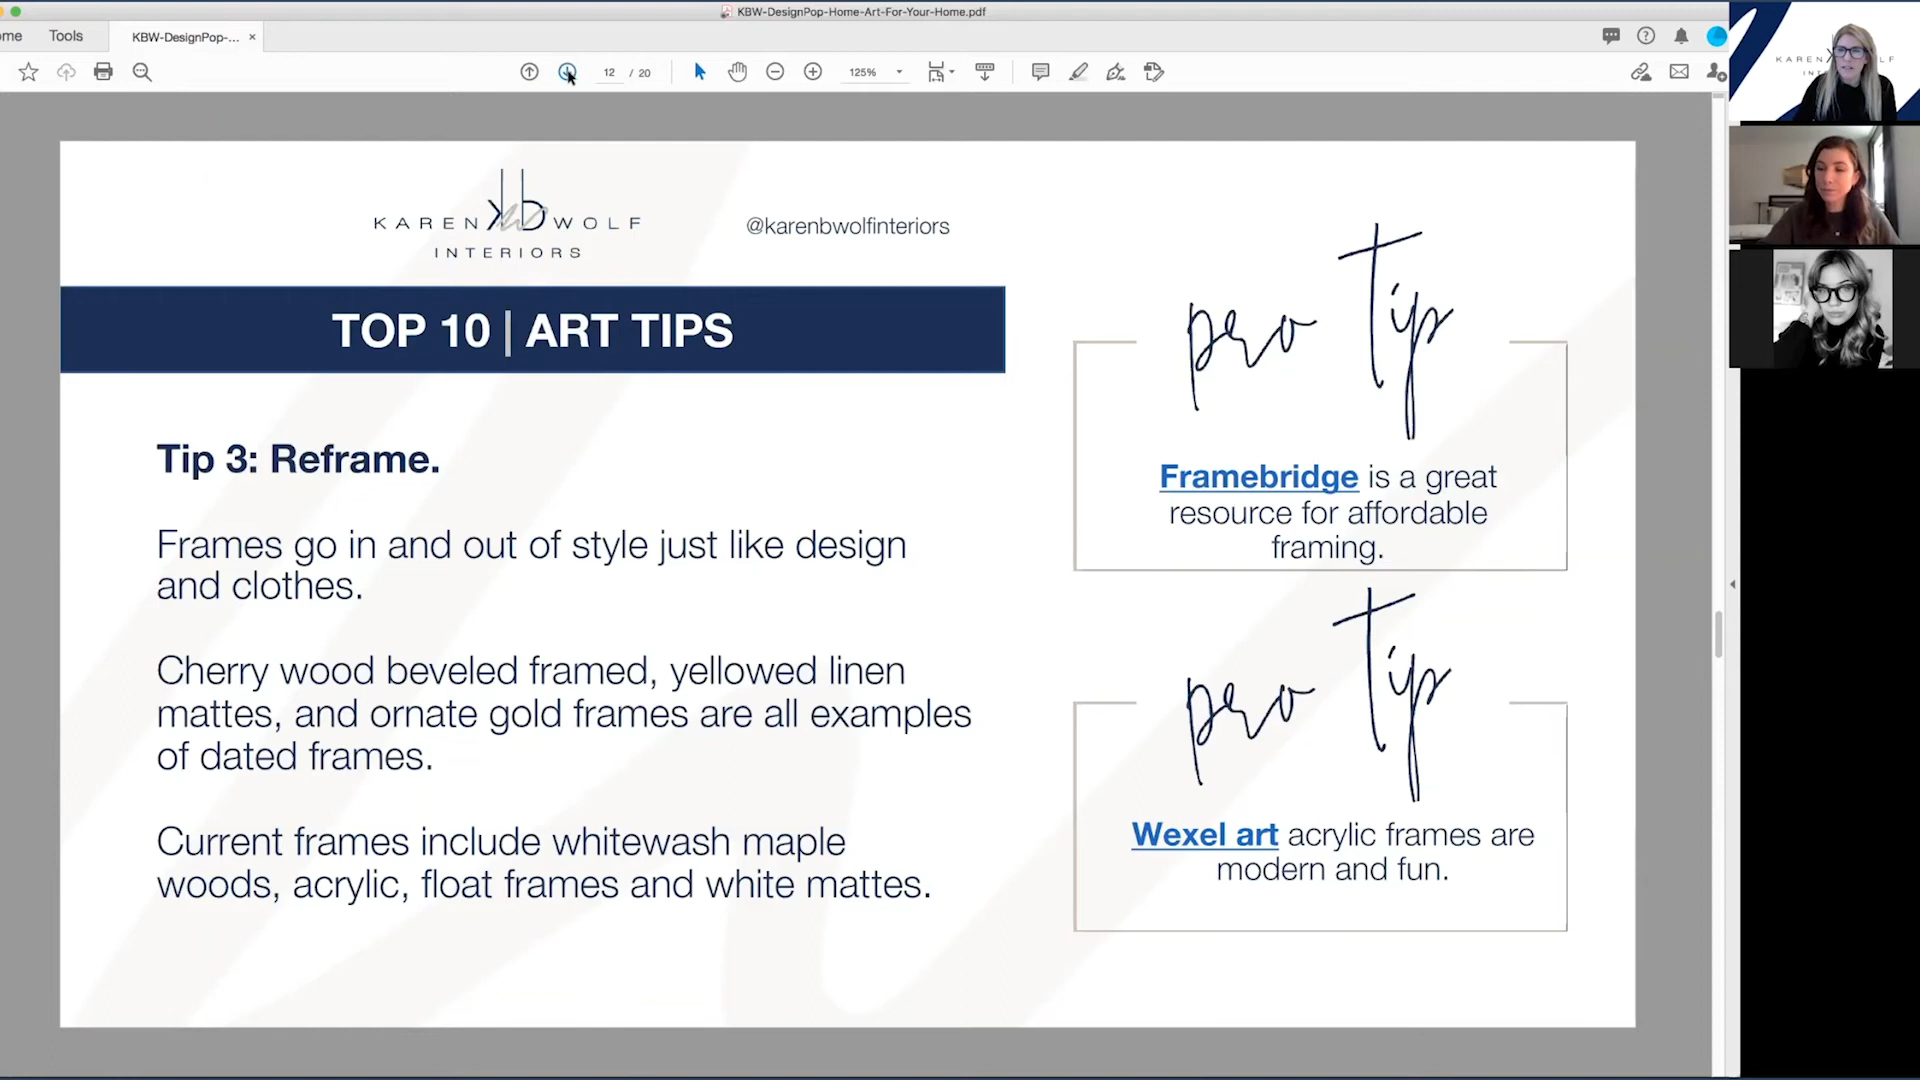 KBW-DesignPop-Home-Art-For-Your-Home.pdf
ome Tools KBW-DesignPop-... ×
12 / 20 125%
KAREN WOLF
INTERIORS
@karenbwolfinteriors
TOP 10 | ART TIPS
Tip 3: Reframe.
Frames go in and out of style just like design
and clothes.
Cherry wood beveled framed, yellowed linen
mattes, and ornate gold frames are all examples
of dated frames.
Current frames include whitewash maple
woods, acrylic, float frames and white mattes.
pro tip
Framebridge is a great
resource for affordable
framing.
pro tip
Wexel art acrylic frames are
modern and fun.